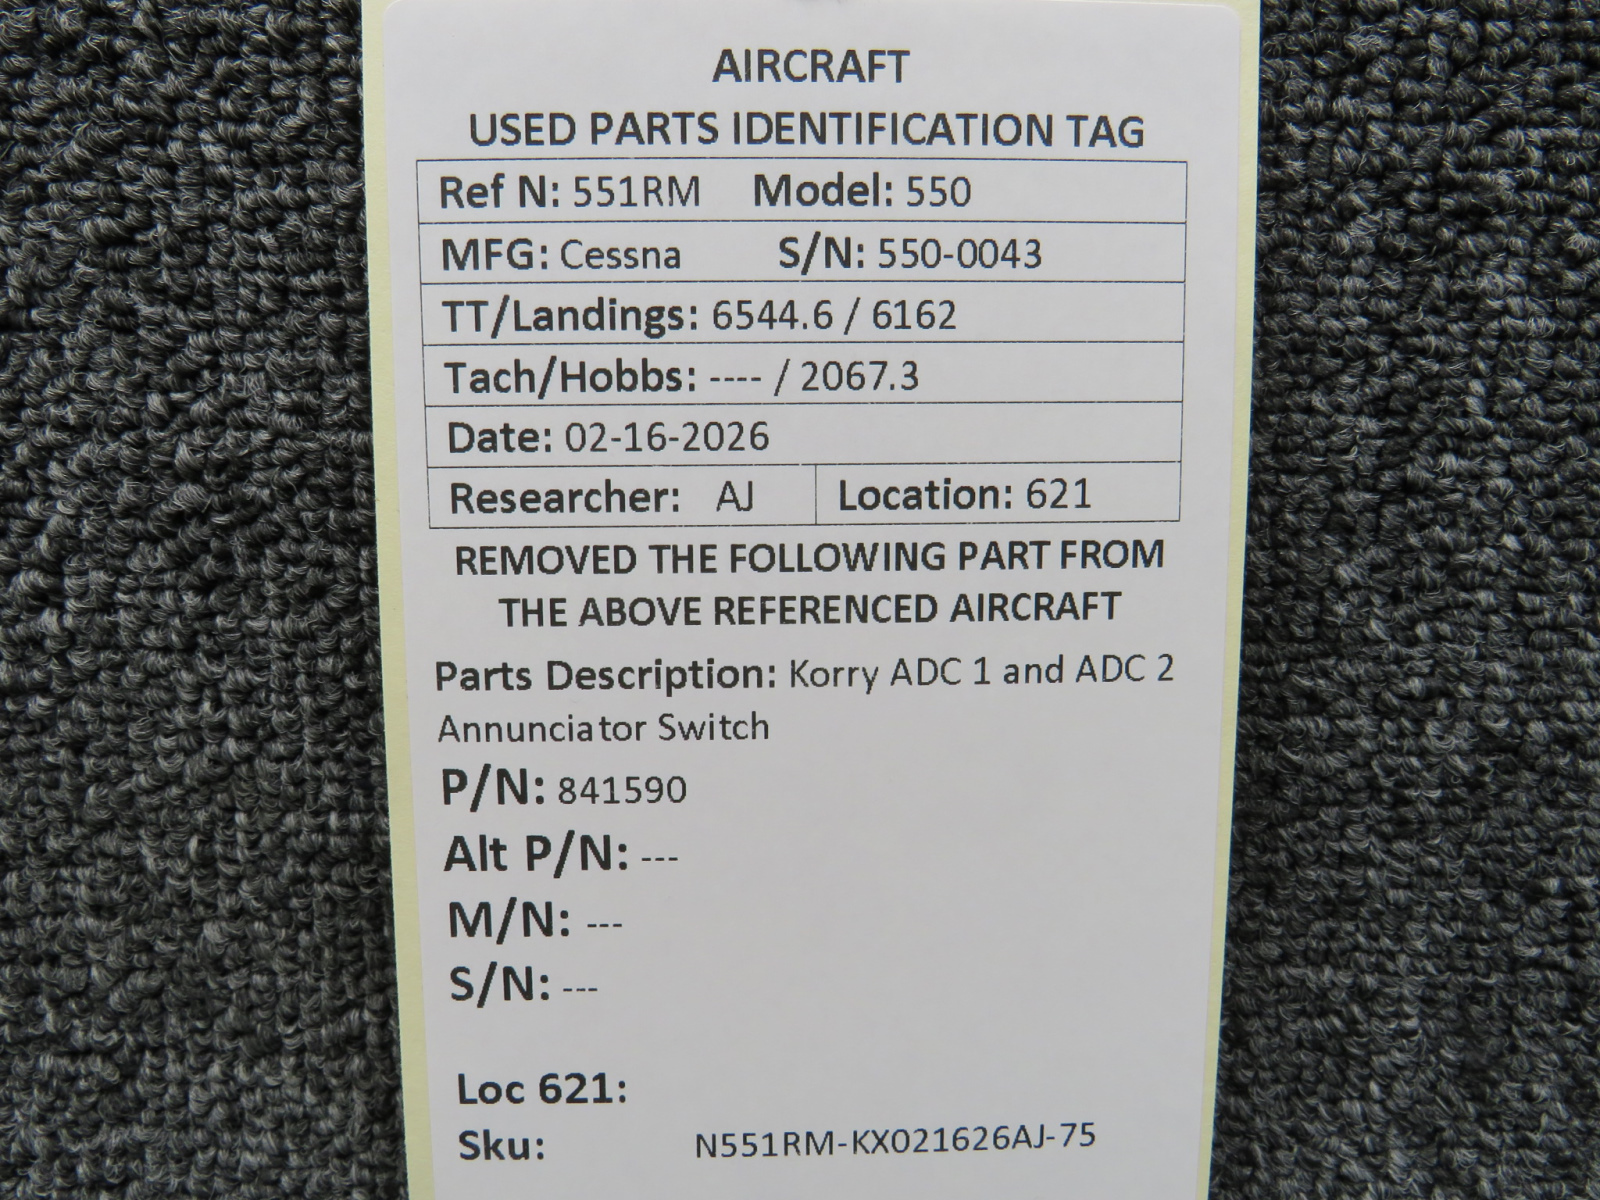 AIRCRAFT
USED PARTS IDENTIFICATION TAG
Ref N: 551RM Model: 550
MFG: Cessna S/N: 550-0043
TT/Landings: 6544.6 / 6162
Tach/Hobbs: ---- / 2067.3
Date: 02-16-2026
Researcher: AJ Location: 621
REMOVED THE FOLLOWING PART FROM
THE ABOVE REFERENCED AIRCRAFT
Parts Description: Korry ADC 1 and ADC 2
Annunciator Switch
P/N: 841590
Alt P/N: ---
M/N: ---
S/N: ---
Loc 621:
Sku: N551RM-KX021626AJ-75